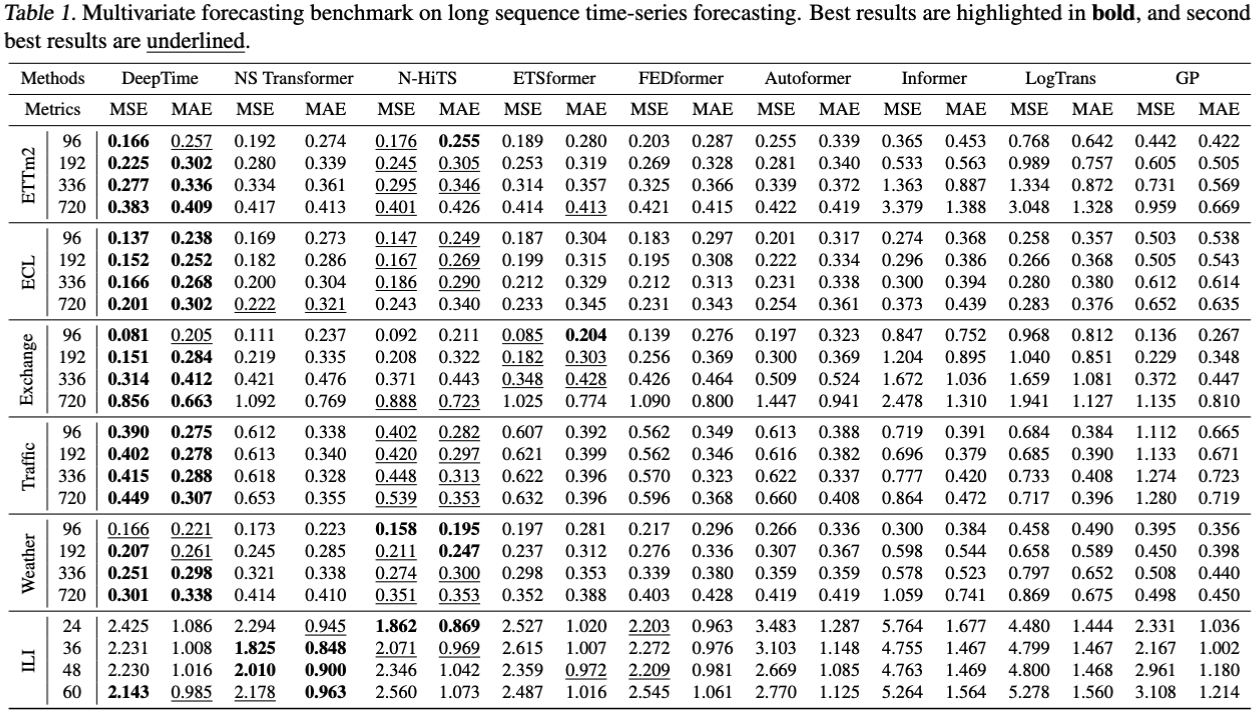 Table 1. Multivariate forecasting benchmark on long sequence time-series forecasting. Best results are highlighted in bold, and second
best results are underlined.
Methods DeepTime NS Transformer N-HiTS ETSformer FEDformer Autoformer Informer LogTrans GP
Metrics MSE MAE MSE MAE MSE MAE MSE MAE MSE MAE MSE MAE MSE MAE MSE MAE MSE MAE
ETTm2
96 0.166 0.257 0.192 0.274 0.176 0.255 0.189 0.280 0.203 0.287 0.255 0.339 0.365 0.453 0.768 0.642 0.442 0.422
192 0.225 0.302 0.280 0.339 0.245 0.305 0.253 0.319 0.269 0.328 0.281 0.340 0.533 0.563 0.989 0.757 0.605 0.505
336 0.277 0.336 0.334 0.361 0.295 0.346 0.314 0.357 0.325 0.366 0.339 0.372 1.363 0.887 1.334 0.872 0.731 0.569
720 0.383 0.409 0.417 0.413 0.401 0.426 0.414 0.413 0.421 0.415 0.422 0.419 3.379 1.388 3.048 1.328 0.959 0.669
ECL
96 0.137 0.238 0.169 0.273 0.147 0.249 0.187 0.304 0.183 0.297 0.201 0.317 0.274 0.368 0.258 0.357 0.503 0.538
192 0.152 0.252 0.182 0.286 0.167 0.269 0.199 0.315 0.195 0.308 0.222 0.334 0.296 0.386 0.266 0.368 0.505 0.543
336 0.166 0.268 0.200 0.304 0.186 0.290 0.212 0.329 0.212 0.313 0.231 0.338 0.300 0.394 0.280 0.380 0.612 0.614
720 0.201 0.302 0.222 0.321 0.243 0.340 0.233 0.345 0.231 0.343 0.254 0.361 0.373 0.439 0.283 0.376 0.652 0.635
Exchange
96 0.081 0.205 0.111 0.237 0.092 0.211 0.085 0.204 0.139 0.276 0.197 0.323 0.847 0.752 0.968 0.812 0.136 0.267
192 0.151 0.284 0.219 0.335 0.208 0.322 0.182 0.303 0.256 0.369 0.300 0.369 1.204 0.895 1.040 0.851 0.229 0.348
336 0.314 0.412 0.421 0.476 0.371 0.443 0.348 0.428 0.426 0.464 0.509 0.524 1.672 1.036 1.659 1.081 0.372 0.447
720 0.856 0.663 1.092 0.769 0.888 0.723 1.025 0.774 1.090 0.800 1.447 0.941 2.478 1.310 1.941 1.127 1.135 0.810
Traffic
96 0.390 0.275 0.612 0.338 0.402 0.282 0.607 0.392 0.562 0.349 0.613 0.388 0.719 0.391 0.684 0.384 1.112 0.665
192 0.402 0.278 0.613 0.340 0.420 0.297 0.621 0.399 0.562 0.346 0.616 0.382 0.696 0.379 0.685 0.390 1.133 0.671
336 0.415 0.288 0.618 0.328 0.448 0.313 0.622 0.396 0.570 0.323 0.622 0.337 0.777 0.420 0.733 0.408 1.274 0.723
720 0.449 0.307 0.653 0.355 0.539 0.353 0.632 0.396 0.596 0.368 0.660 0.408 0.864 0.472 0.717 0.396 1.280 0.719
Weather
96 0.166 0.221 0.173 0.223 0.158 0.195 0.197 0.281 0.217 0.296 0.266 0.336 0.300 0.384 0.458 0.490 0.395 0.356
192 0.207 0.261 0.245 0.285 0.211 0.247 0.237 0.312 0.276 0.336 0.307 0.367 0.598 0.544 0.658 0.589 0.450 0.398
336 0.251 0.298 0.321 0.338 0.274 0.300 0.298 0.353 0.339 0.380 0.359 0.359 0.578 0.523 0.797 0.652 0.508 0.440
720 0.301 0.338 0.414 0.410 0.351 0.353 0.352 0.388 0.403 0.428 0.419 0.419 1.059 0.741 0.869 0.675 0.498 0.450
ILI
24 2.425 1.086 2.294 0.945 1.862 0.869 2.527 1.020 2.203 0.963 3.483 1.287 5.764 1.677 4.480 1.444 2.331 1.036
36 2.231 1.008 1.825 0.848 2.071 0.969 2.615 1.007 2.272 0.976 3.103 1.148 4.755 1.467 4.799 1.467 2.167 1.002
48 2.230 1.016 2.010 0.900 2.346 1.042 2.359 0.972 2.209 0.981 2.669 1.085 4.763 1.469 4.800 1.468 2.961 1.180
60 2.143 0.985 2.178 0.963 2.560 1.073 2.487 1.016 2.545 1.061 2.770 1.125 5.264 1.564 5.278 1.560 3.108 1.214